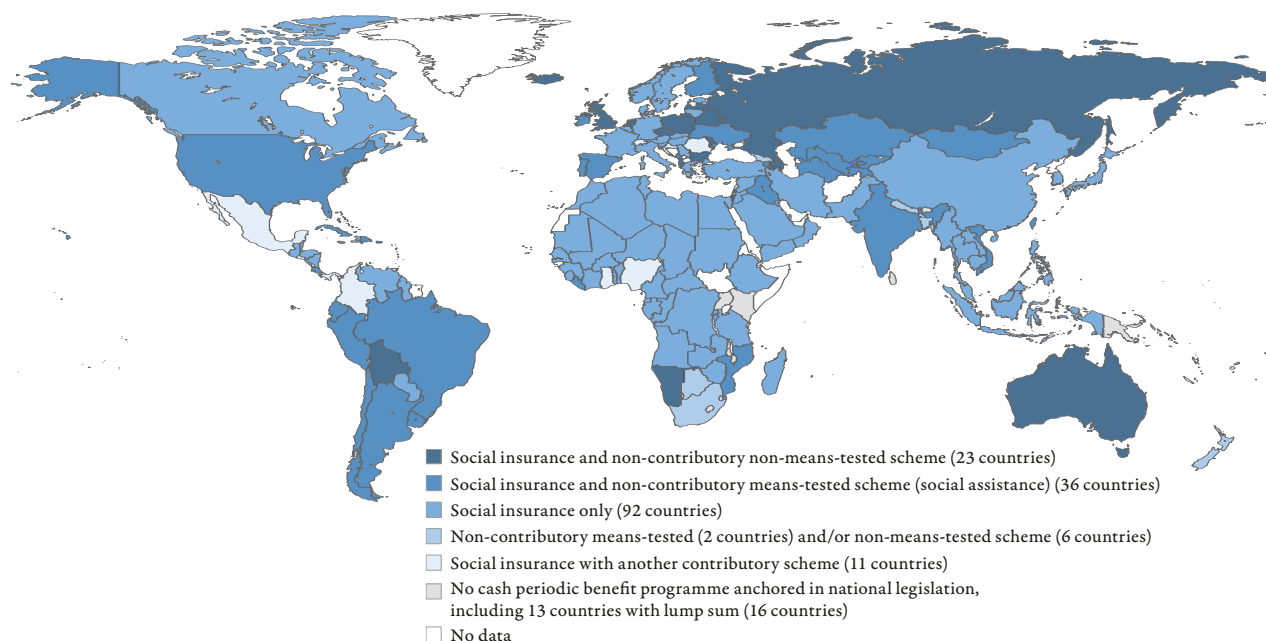 Social insurance and non-contributory non-means-tested scheme (23 countries)
Social insurance and non-contributory means-tested scheme (social assistance) (36 countries)
Social insurance only (92 countries)
Non-contributory means-tested (2 countries) and/or non-means-tested scheme (6 countries)
Social insurance with another contributory scheme (11 countries)
No cash periodic benefit programme anchored in national legislation,
including 13 countries with lump sum (16 countries)
No data